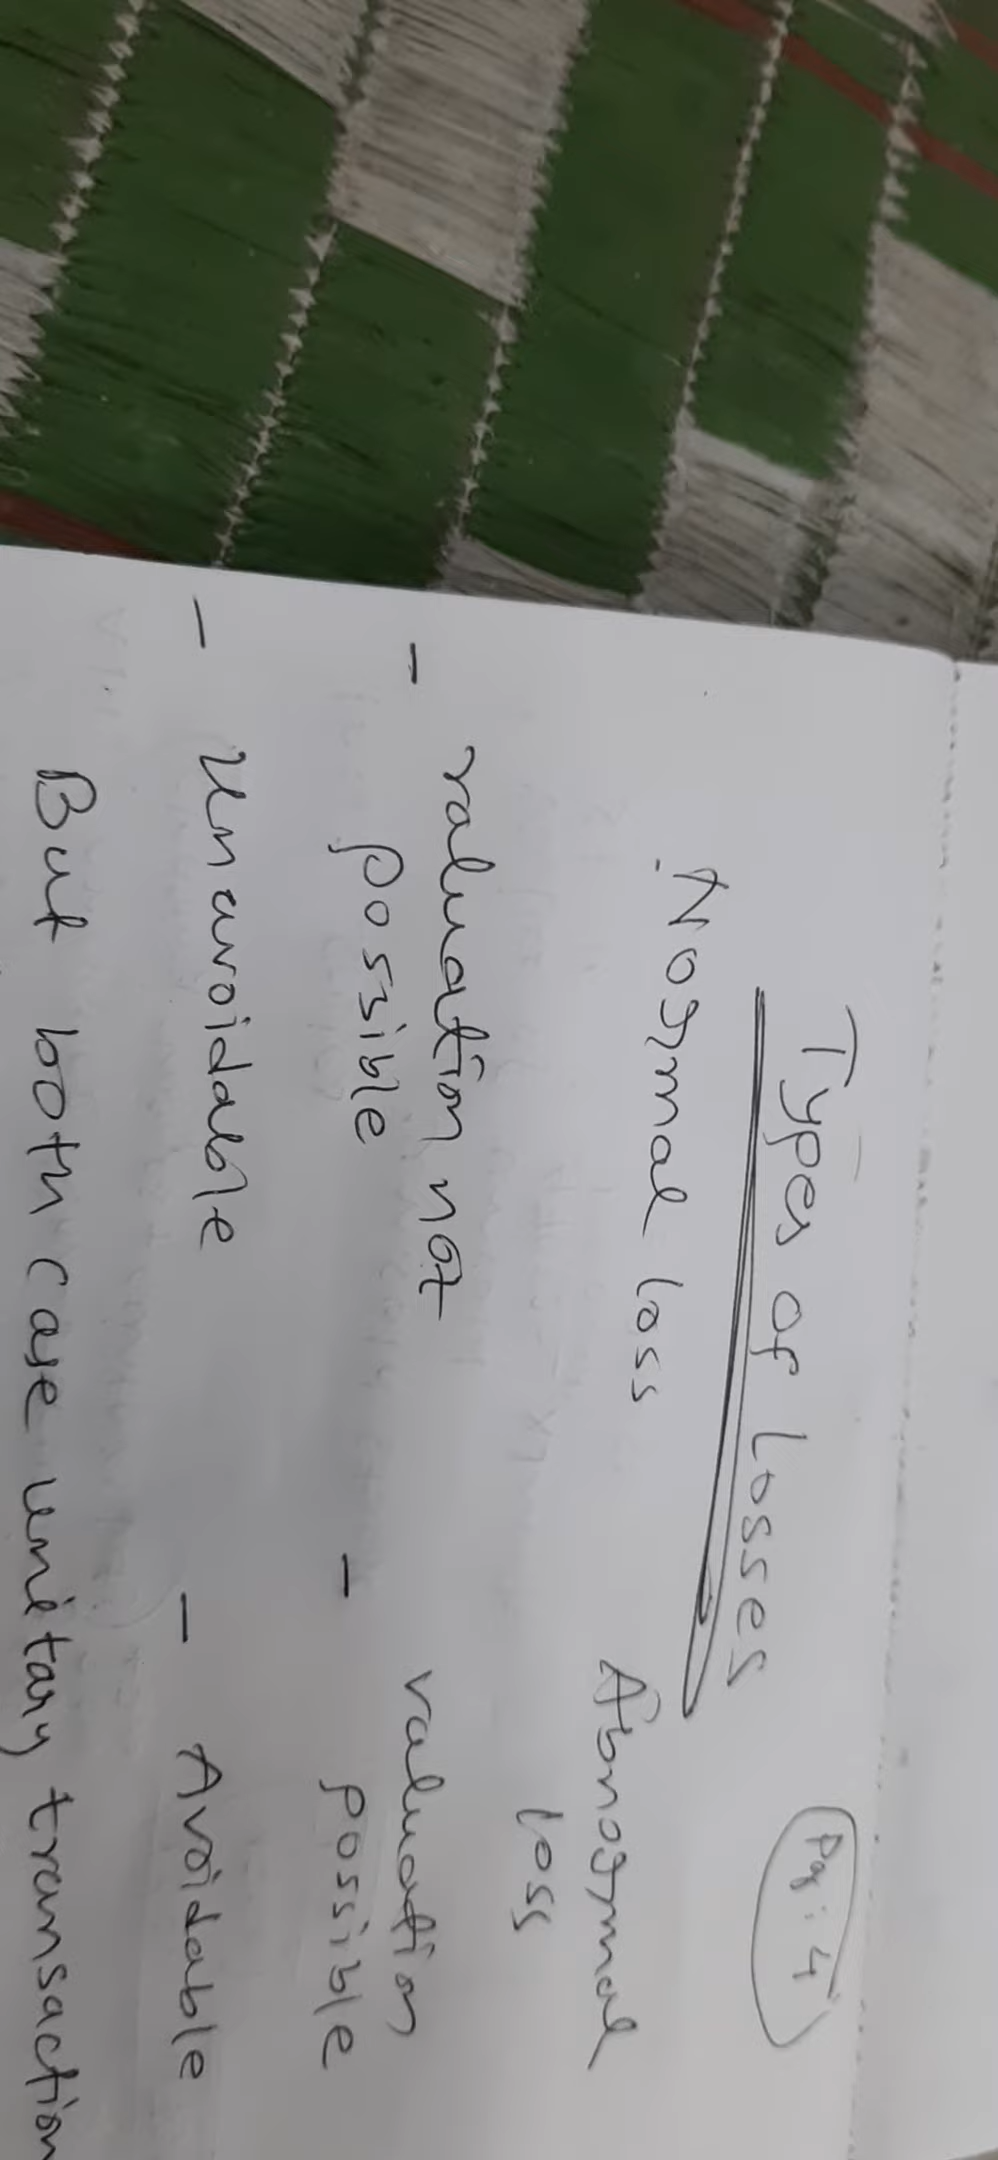 Pg: 4
Types of Losses
Normal loss
Abnormal
loss
- valuation not
possible
- valuation
possible
- unavoidable
- Avoidable
But both case unitary transaction